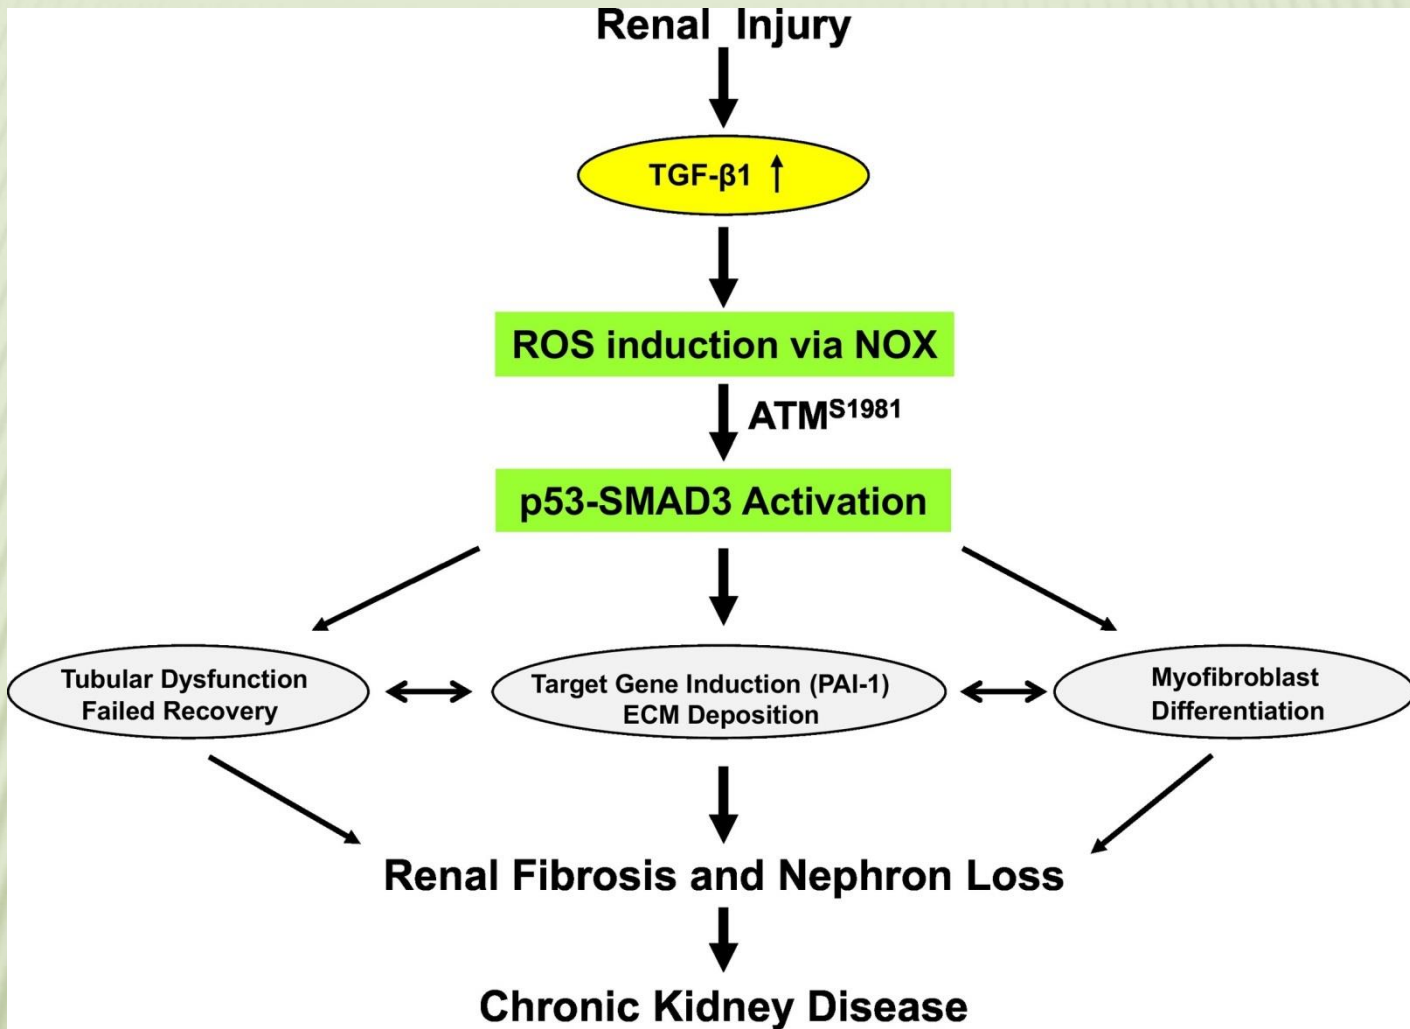 Renal Injury
TGF-β1 ↑
ROS induction via NOX
ATMS1981
p53-SMAD3 Activation
Tubular Dysfunction
Failed Recovery
Target Gene Induction (PAI-1)
ECM Deposition
Myofibroblast
Differentiation
Renal Fibrosis and Nephron Loss
Chronic Kidney Disease